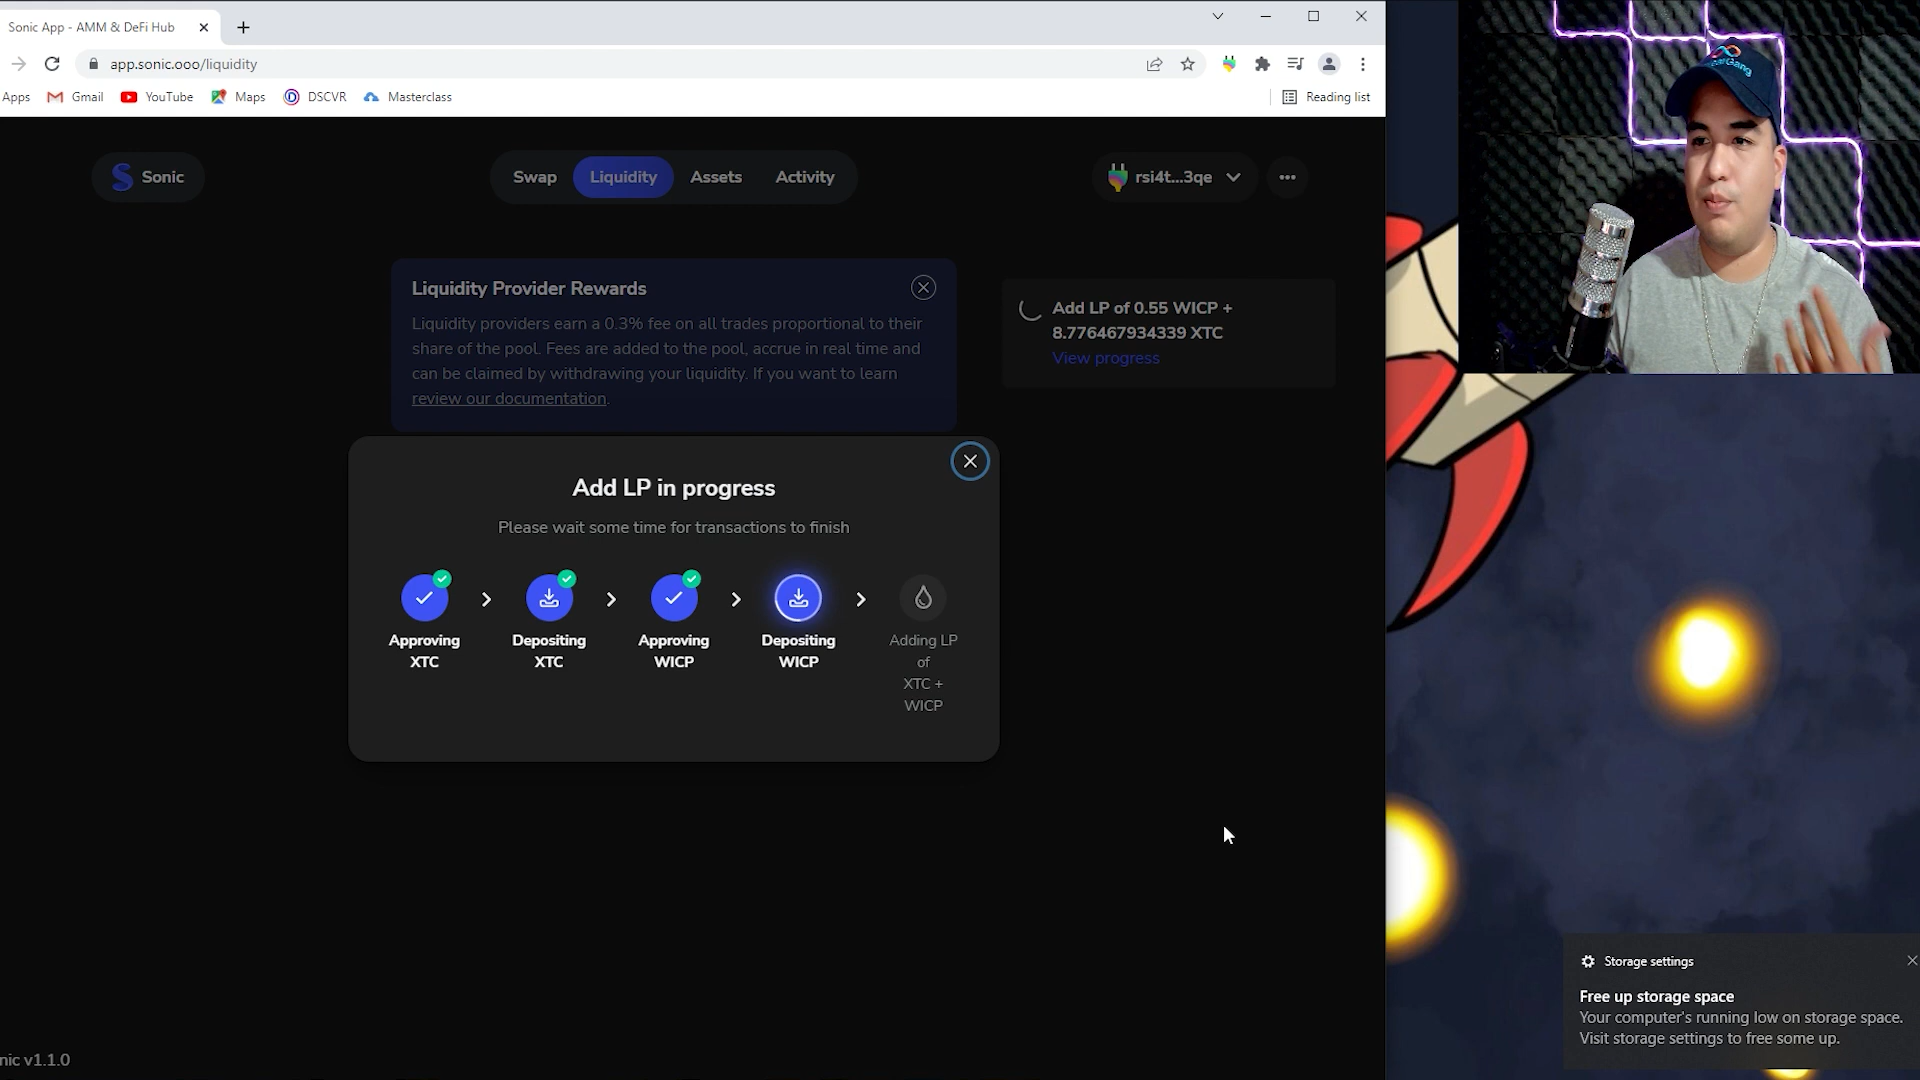 Sonic App - AMM & DeFi Hub
app.sonic.ooo/liquidity
Apps
Gmail
YouTube
Maps
DSCVR
Masterclass
Reading list
Sonic
Swap
Liquidity
Assets
Activity
rsi4t...3qe
Liquidity Provider Rewards
Liquidity providers earn a 0.3% fee on all trades proportional to their
share of the pool. Fees are added to the pool, accrue in real time and
can be claimed by withdrawing your liquidity. If you want to learn
review our documentation.
Add LP of 0.55 WICP +
8.776467934339 XTC
View progress
Add LP in progress
Please wait some time for transactions to finish
Approving
XTC
Depositing
XTC
Approving
WICP
Depositing
WICP
Adding LP
of
XTC +
WICP
Storage settings
Free up storage space
Your computer's running low on storage space.
Visit storage settings to free some up.
nic v1.1.0